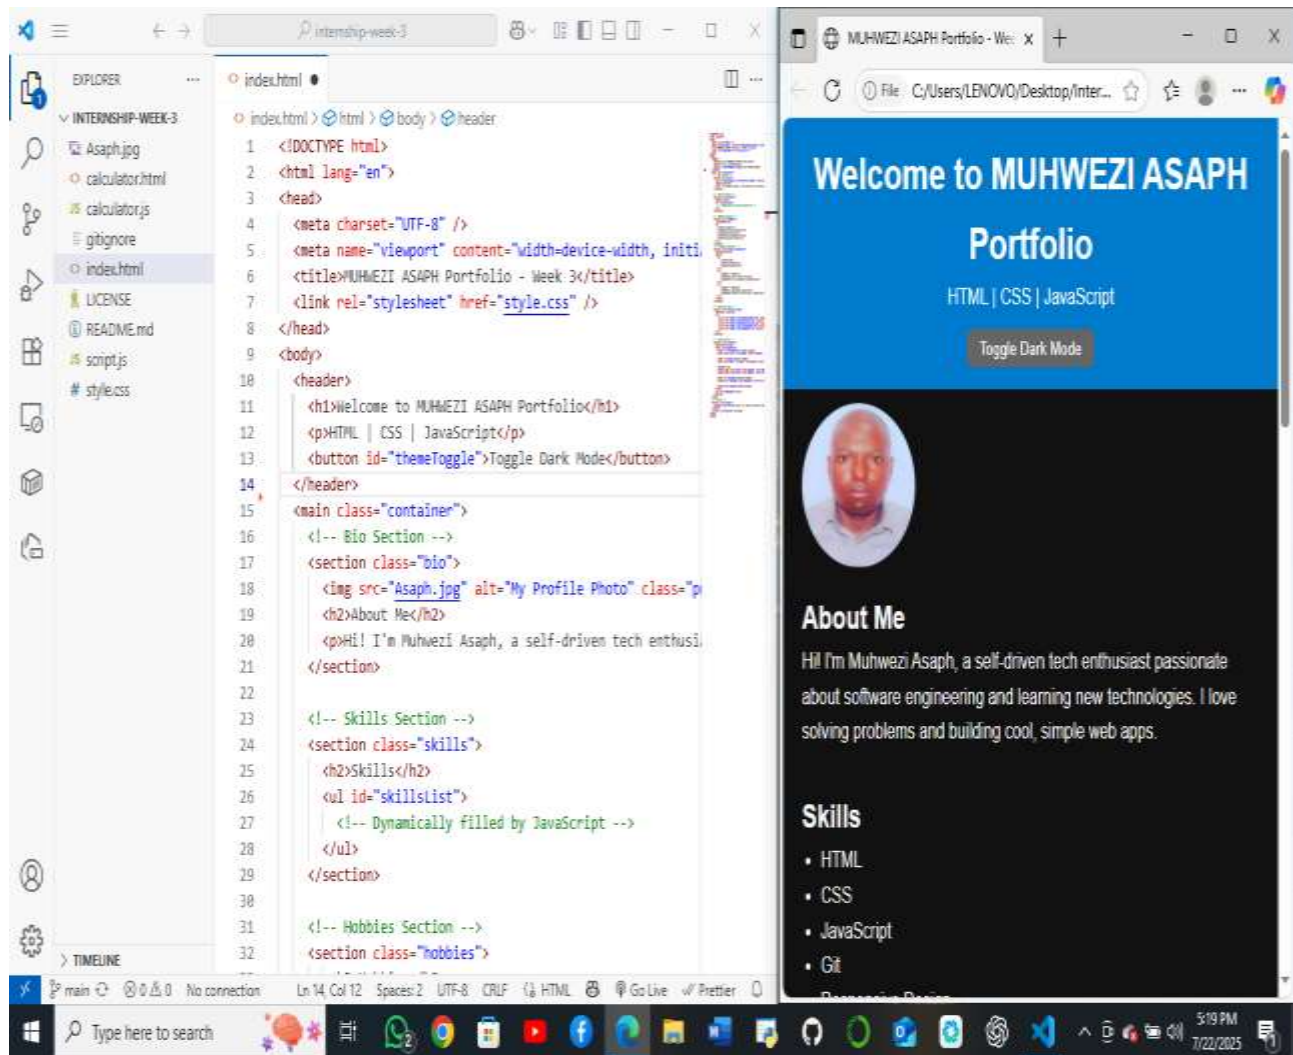 internship-week-3
EXPLORER
INTERNSHIP-WEEK-3
Asaph.jpg
calculator.html
JS calculator.js
gitignore
index.html
LICENSE
README.md
JS script.js
# style.css
TIMELINE
index.html
index.html > html > body > header
1 <!DOCTYPE html>
2 <html lang="en">
3 <head>
4 <meta charset="UTF-8" />
5 <meta name="viewport" content="width=device-width, initi
6 <title>MUHWEZI ASAPH Portfolio - Week 3</title>
7 <link rel="stylesheet" href="style.css" />
8 </head>
9 <body>
10 <header>
11 <h1>Welcome to MUHWEZI ASAPH Portfolio</h1>
12 <p>HTML | CSS | JavaScript</p>
13 <button id="themeToggle">Toggle Dark Mode</button>
14 </header>
15 <main class="container">
16 <!-- Bio Section -->
17 <section class="bio">
18 <img src="Asaph.jpg" alt="My Profile Photo" class="p
19 <h2>About Me</h2>
20 <p>Hi! I'm Muhwezi Asaph, a self-driven tech enthusi
21 </section>
22
23 <!-- Skills Section -->
24 <section class="skills">
25 <h2>Skills</h2>
26 <ul id="skillsList">
27 <!-- Dynamically filled by JavaScript -->
28 </ul>
29 </section>
30
31 <!-- Hobbies Section -->
32 <section class="hobbies">
main 0 0 No connection Ln 14, Col 12 Spaces: 2 UTF-8 CRLF HTML Go Live Prettier
MUHWEZI ASAPH Portfolio - We
File C:/Users/LENOVO/Desktop/Inter...
Welcome to MUHWEZI ASAPH
Portfolio
HTML | CSS | JavaScript
Toggle Dark Mode
About Me
Hi! I'm Muhwezi Asaph, a self-driven tech enthusiast passionate
about software engineering and learning new technologies. I love
solving problems and building cool, simple web apps.
Skills
• HTML
• CSS
• JavaScript
• Git
Type here to search
5:19 PM
7/22/2025